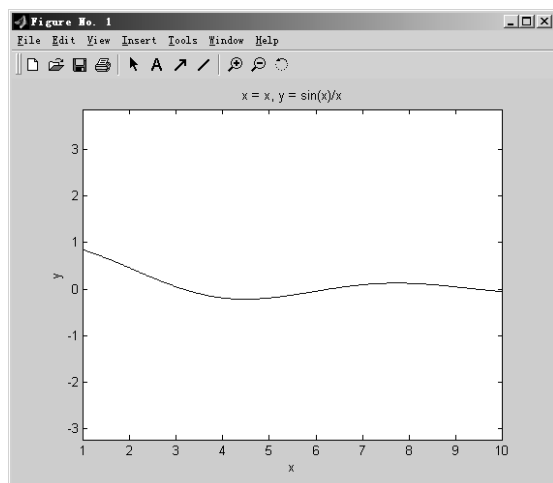 Figure No. 1
File Edit View Insert Tools Window Help
A
x = x, y = sin(x)/x
3
2
1
0
-1
-2
-3
y
1 2 3 4 5 6 7 8 9 10
x